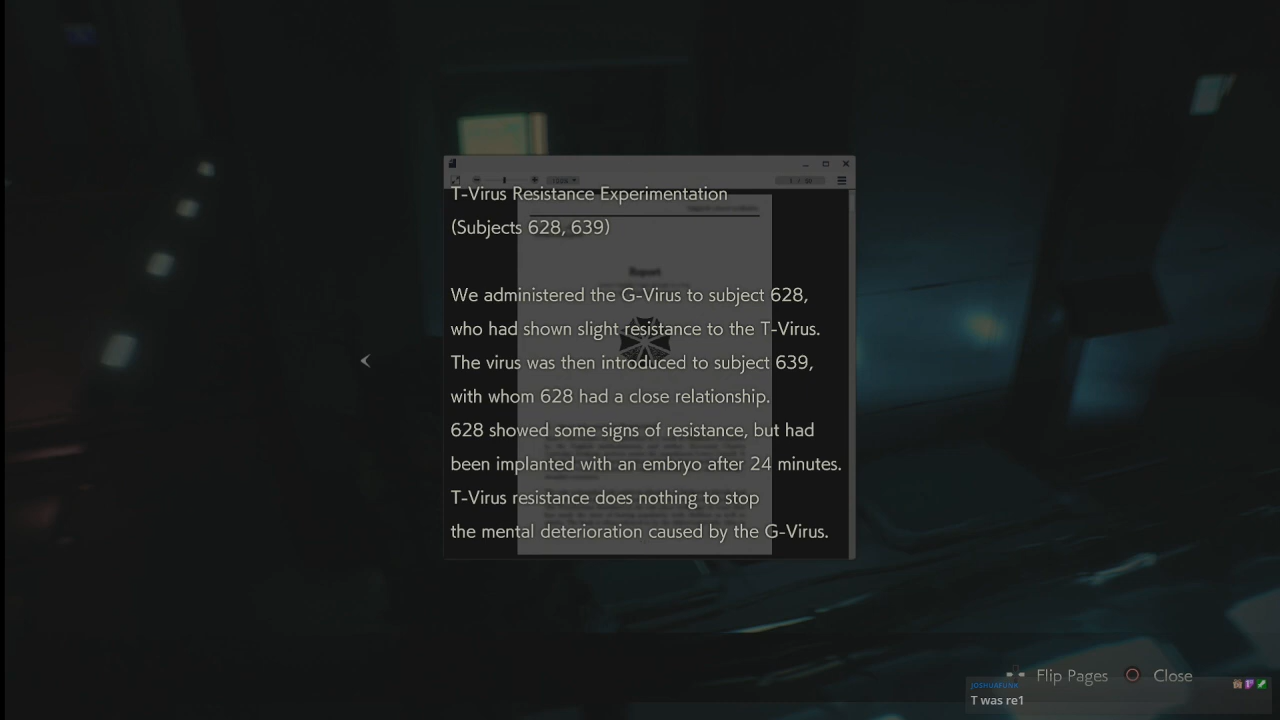 T-Virus Resistance Experimentation
(Subjects 628, 639)
Report
We administered the G-Virus to subject 628,
who had shown slight resistance to the T-Virus.
The virus was then introduced to subject 639,
with whom 628 had a close relationship.
628 showed some signs of resistance, but had
been implanted with an embryo after 24 minutes.
T-Virus resistance does nothing to stop
the mental deterioration caused by the G-Virus.
Flip Pages Close
JOSHUAFUNK
T was re1